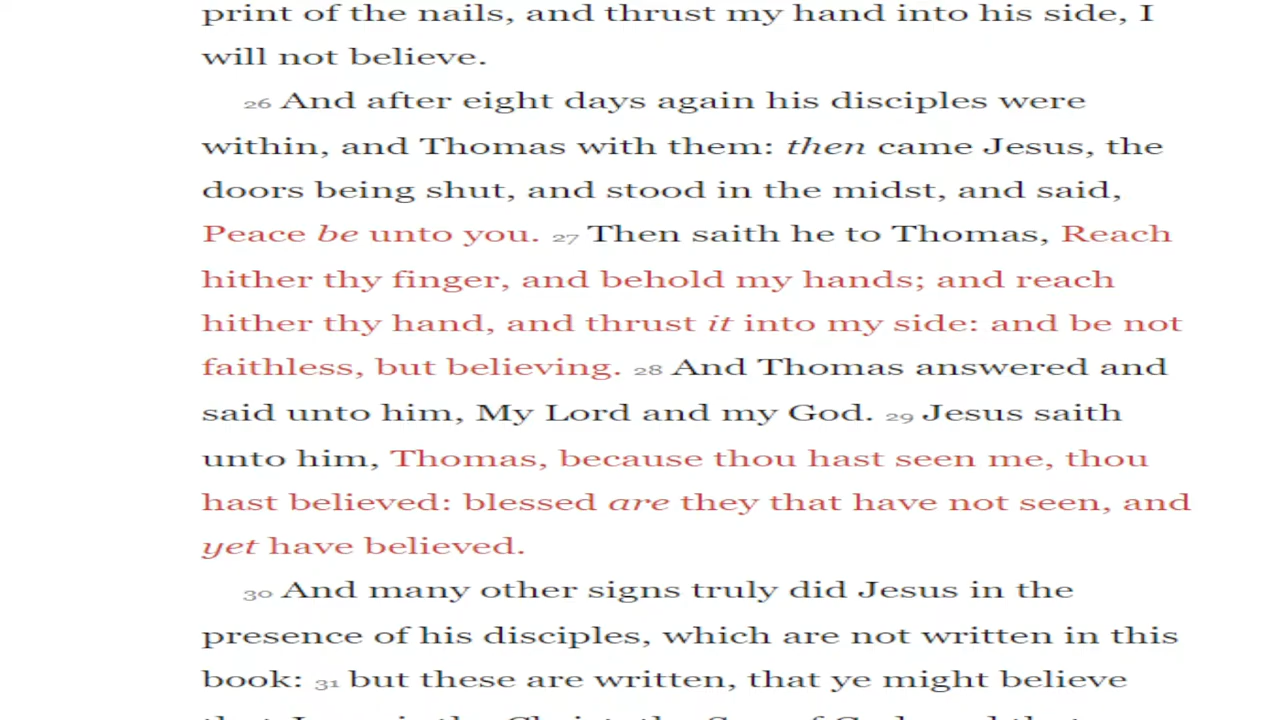 print of the nails, and thrust my hand into his side, I
will not believe.
26 And after eight days again his disciples were
within, and Thomas with them: then came Jesus, the
doors being shut, and stood in the midst, and said,
Peace be unto you. 27 Then saith he to Thomas, Reach
hither thy finger, and behold my hands; and reach
hither thy hand, and thrust it into my side: and be not
faithless, but believing. 28 And Thomas answered and
said unto him, My Lord and my God. 29 Jesus saith
unto him, Thomas, because thou hast seen me, thou
hast believed: blessed are they that have not seen, and
yet have believed.
30 And many other signs truly did Jesus in the
presence of his disciples, which are not written in this
book: 31 but these are written, that ye might believe